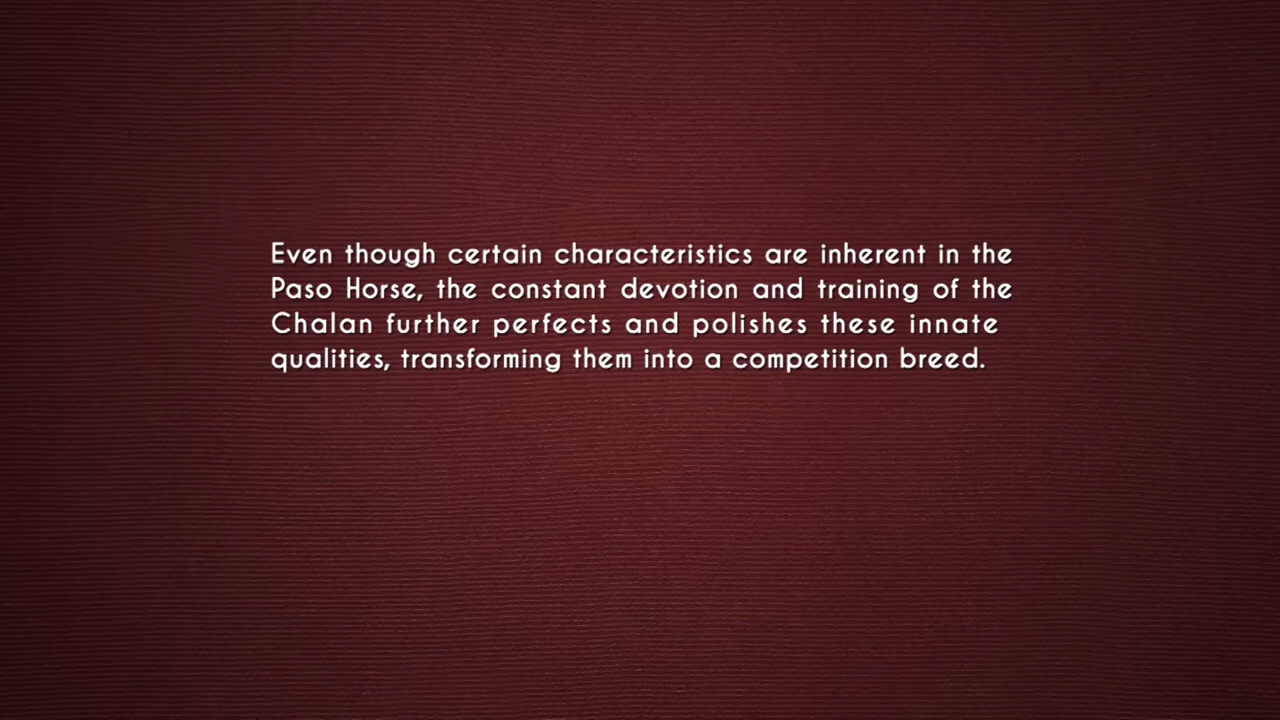 Even though certain characteristics are inherent in the
Paso Horse, the constant devotion and training of the
Chalan further perfects and polishes these innate
qualities, transforming them into a competition breed.